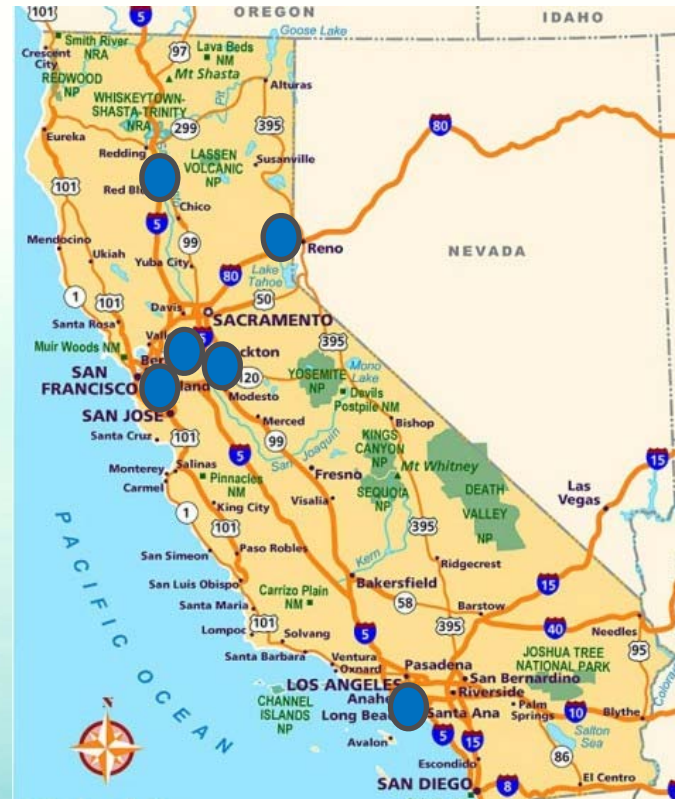 101
5
OREGON
IDAHO
Goose Lake
Smith River
NRA
97
Lava Beds
NM
Crescent
City
REDWOOD
NP
Mt Shasta
Alturas
WHISKEYTOWN-
SHASTA-TRINITY
NRA
Pit
299
395
80
Eureka
Redding
LASSEN
VOLCANIC
NP
Susanville
101
Red
Chico
5
99
Reno
NEVADA
Mendocino
Ukiah
Yuba City
80
Lake
Tahoe
1
101
50
Davis
SACRAMENTO
Santa Rosa
395
Muir Woods NM
5
Mono
Lake
SAN
FRANCISCO
120
YOSEMITE
NP
Devils
Postpile NM
Modesto
SAN JOSE
Merced
Bishop
Santa Cruz
101
99
KINGS
CANYON
NP
Mt Whitney
5
San Joaquin
15
Monterey
Salinas
Fresno
Carmel
Pinnacles
NM
SEQUOIA
NP
DEATH
VALLEY
NP
Las
Vegas
1
King City
Visalia
101
395
PACIFIC OCEAN
San Simeon
Paso Robles
Kern
Ridgecrest
San Luis Obispo
Bakersfield
15
Santa Maria
Carrizo Plain
NM
58
Barstow
Lompoc
101
Solvang
5
395
40
Needles
Santa Barbara
Ventura
Oxnard
Pasadena
JOSHUA TREE
NATIONAL PARK
95
LOS ANGELES
San Bernardino
Riverside
CHANNEL
ISLANDS
NP
Long
Santa Ana
Palm
Springs
10
Blythe
Avalon
5
15
Salton
Sea
86
Escondido
SAN DIEGO
8
El Centro